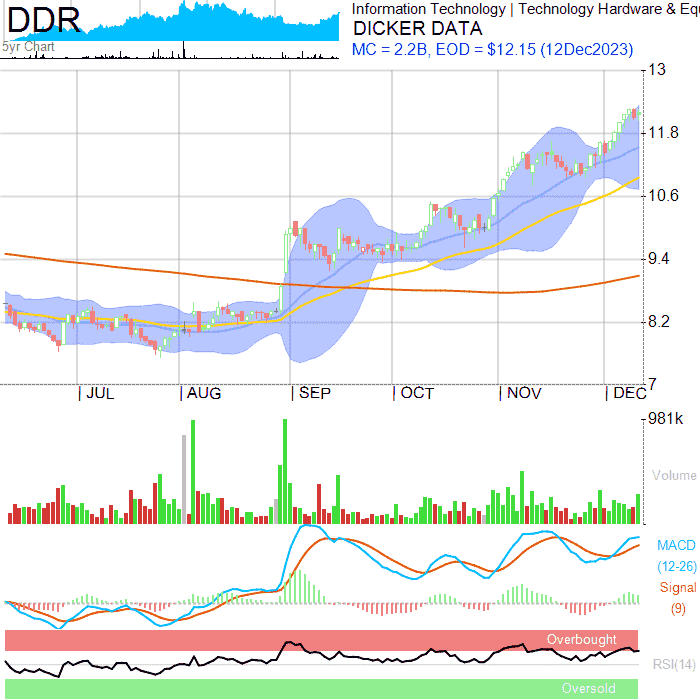 DDR
5yr Chart
Information Technology | Technology Hardware & Equ
DICKER DATA
MC = 2.2B, EOD = $12.15 (12Dec2023)
13
11.8
10.6
9.4
8.2
7
| JUL | AUG | SEP | OCT | NOV | DEC
981k
Volume
MACD
(12-26)
Signal
(9)
Overbought
RSI(14)
Oversold